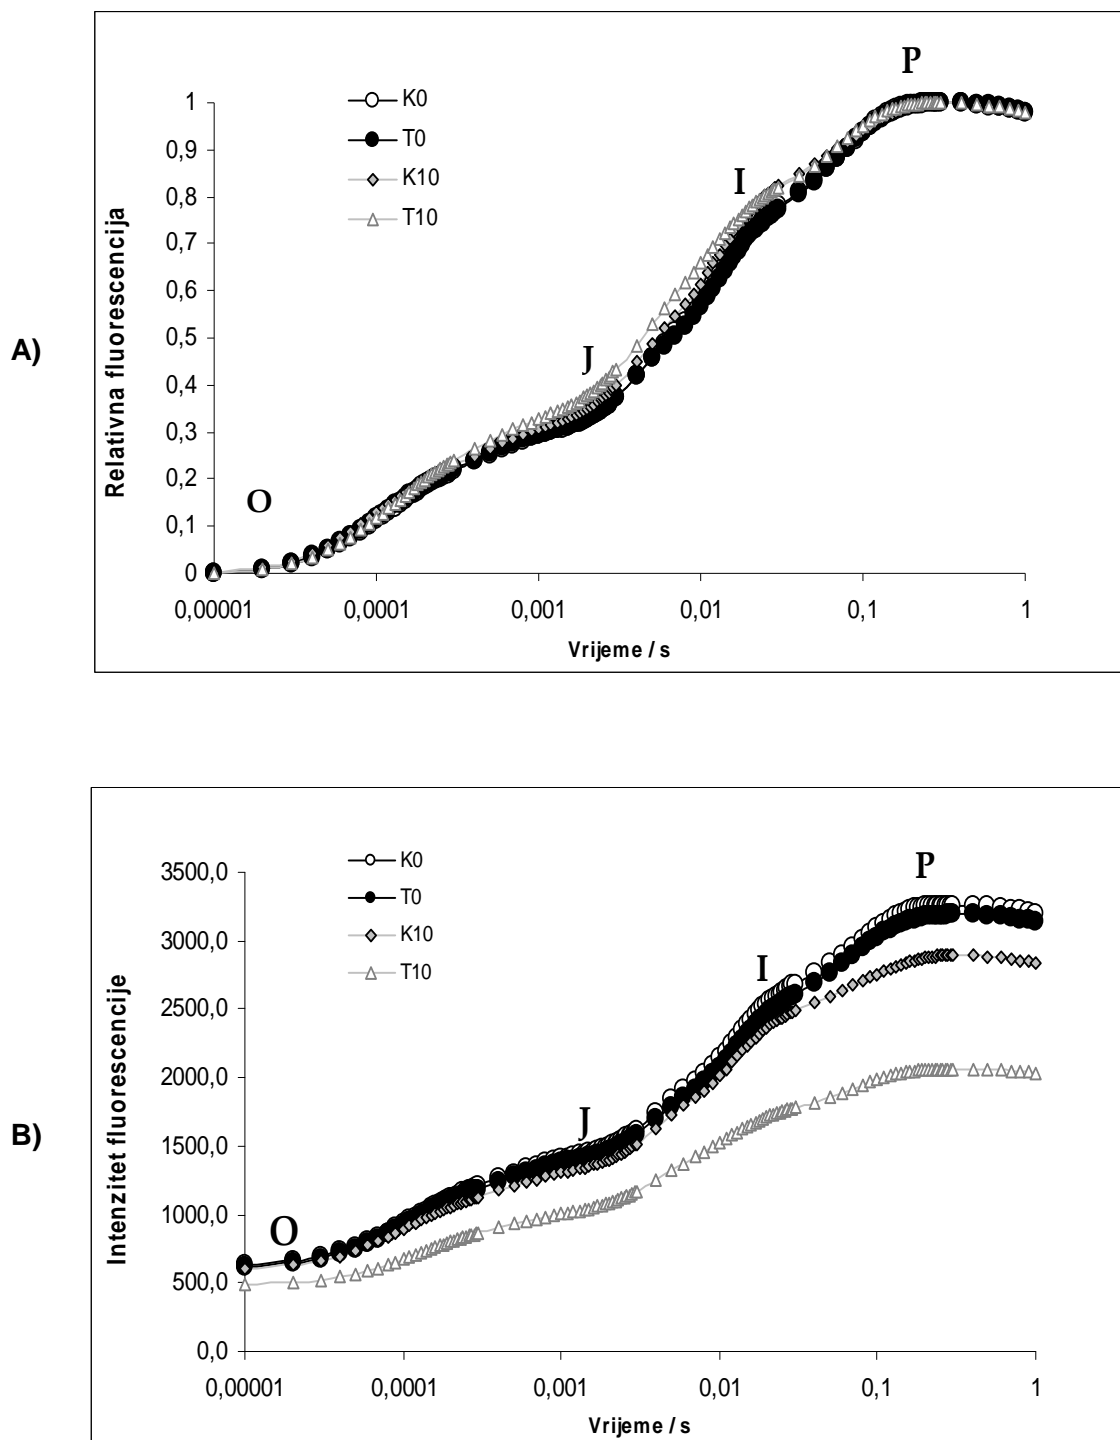 A)
Relativna fluorescencija
1
0,9
0,8
0,7
0,6
0,5
0,4
0,3
0,2
0,1
0
K0
T0
K10
T10
O
J
I
P
0,00001
0,0001
0,001
0,01
0,1
1
Vrijeme / s
B)
Intenzitet fluorescencije
3500,0
3000,0
2500,0
2000,0
1500,0
1000,0
500,0
0,0
K0
T0
K10
T10
O
J
I
P
0,00001
0,0001
0,001
0,01
0,1
1
Vrijeme / s